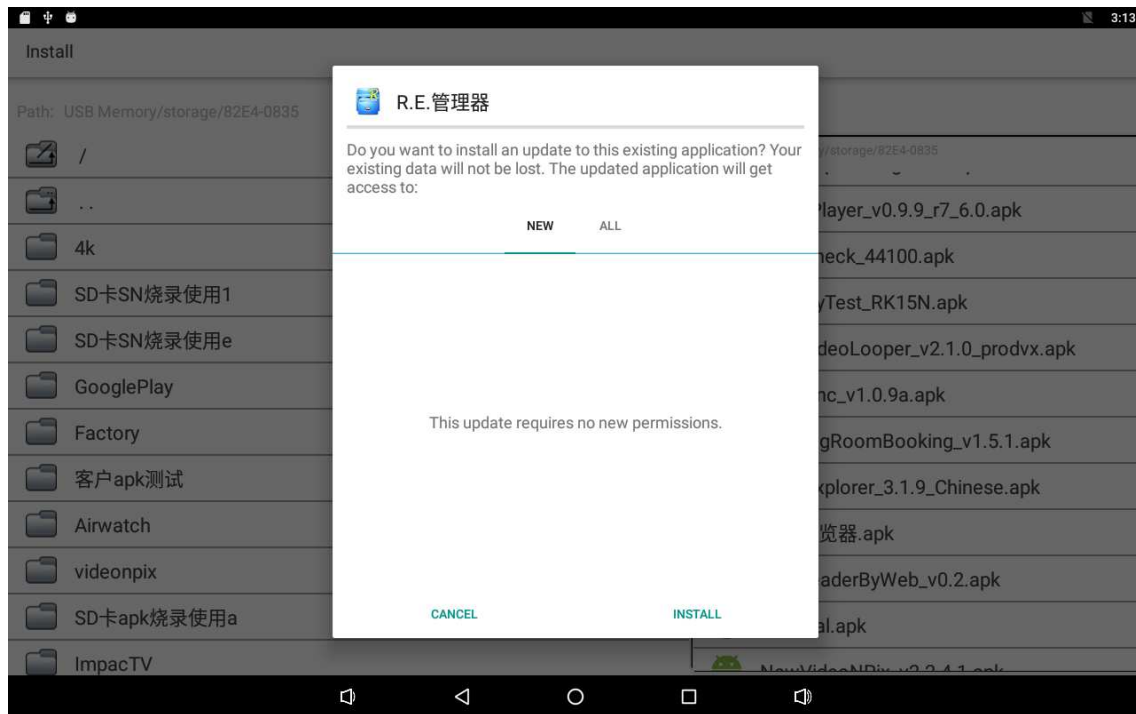 3:13
Install
Path: USB Memory/storage/82E4-0835
/
..
4k
SD卡SN烧录使用1
SD卡SN烧录使用e
GooglePlay
Factory
客户apk测试
Airwatch
videonpix
SD卡apk烧录使用a
ImpacTV
R.E.管理器
Do you want to install an update to this existing application? Your
existing data will not be lost. The updated application will get
access to:
NEW ALL
This update requires no new permissions.
CANCEL INSTALL
y/storage/82E4-0835
Player_v0.9.9_r7_6.0.apk
heck_44100.apk
yTest_RK15N.apk
deoLooper_v2.1.0_prodvx.apk
nc_v1.0.9a.apk
gRoomBooking_v1.5.1.apk
xplorer_3.1.9_Chinese.apk
览器.apk
aderByWeb_v0.2.apk
al.apk